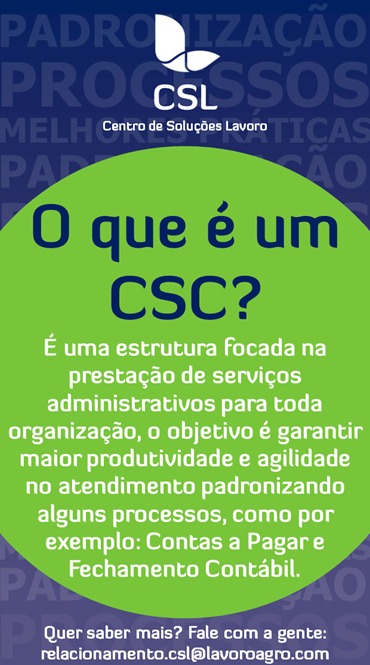 PADRONIZAÇÃO
PROCESSOS
CSL
Centro de Soluções Lavoro
MELHORES PRÁTICAS
O que é um
CSC?
É uma estrutura focada na
prestação de serviços
administrativos para toda
organização, o objetivo é garantir
maior produtividade e agilidade
no atendimento padronizando
alguns processos, como por
exemplo: Contas a Pagar e
Fechamento Contábil.
Quer saber mais? Fale com a gente:
relacionamento.csl@lavoroagro.com